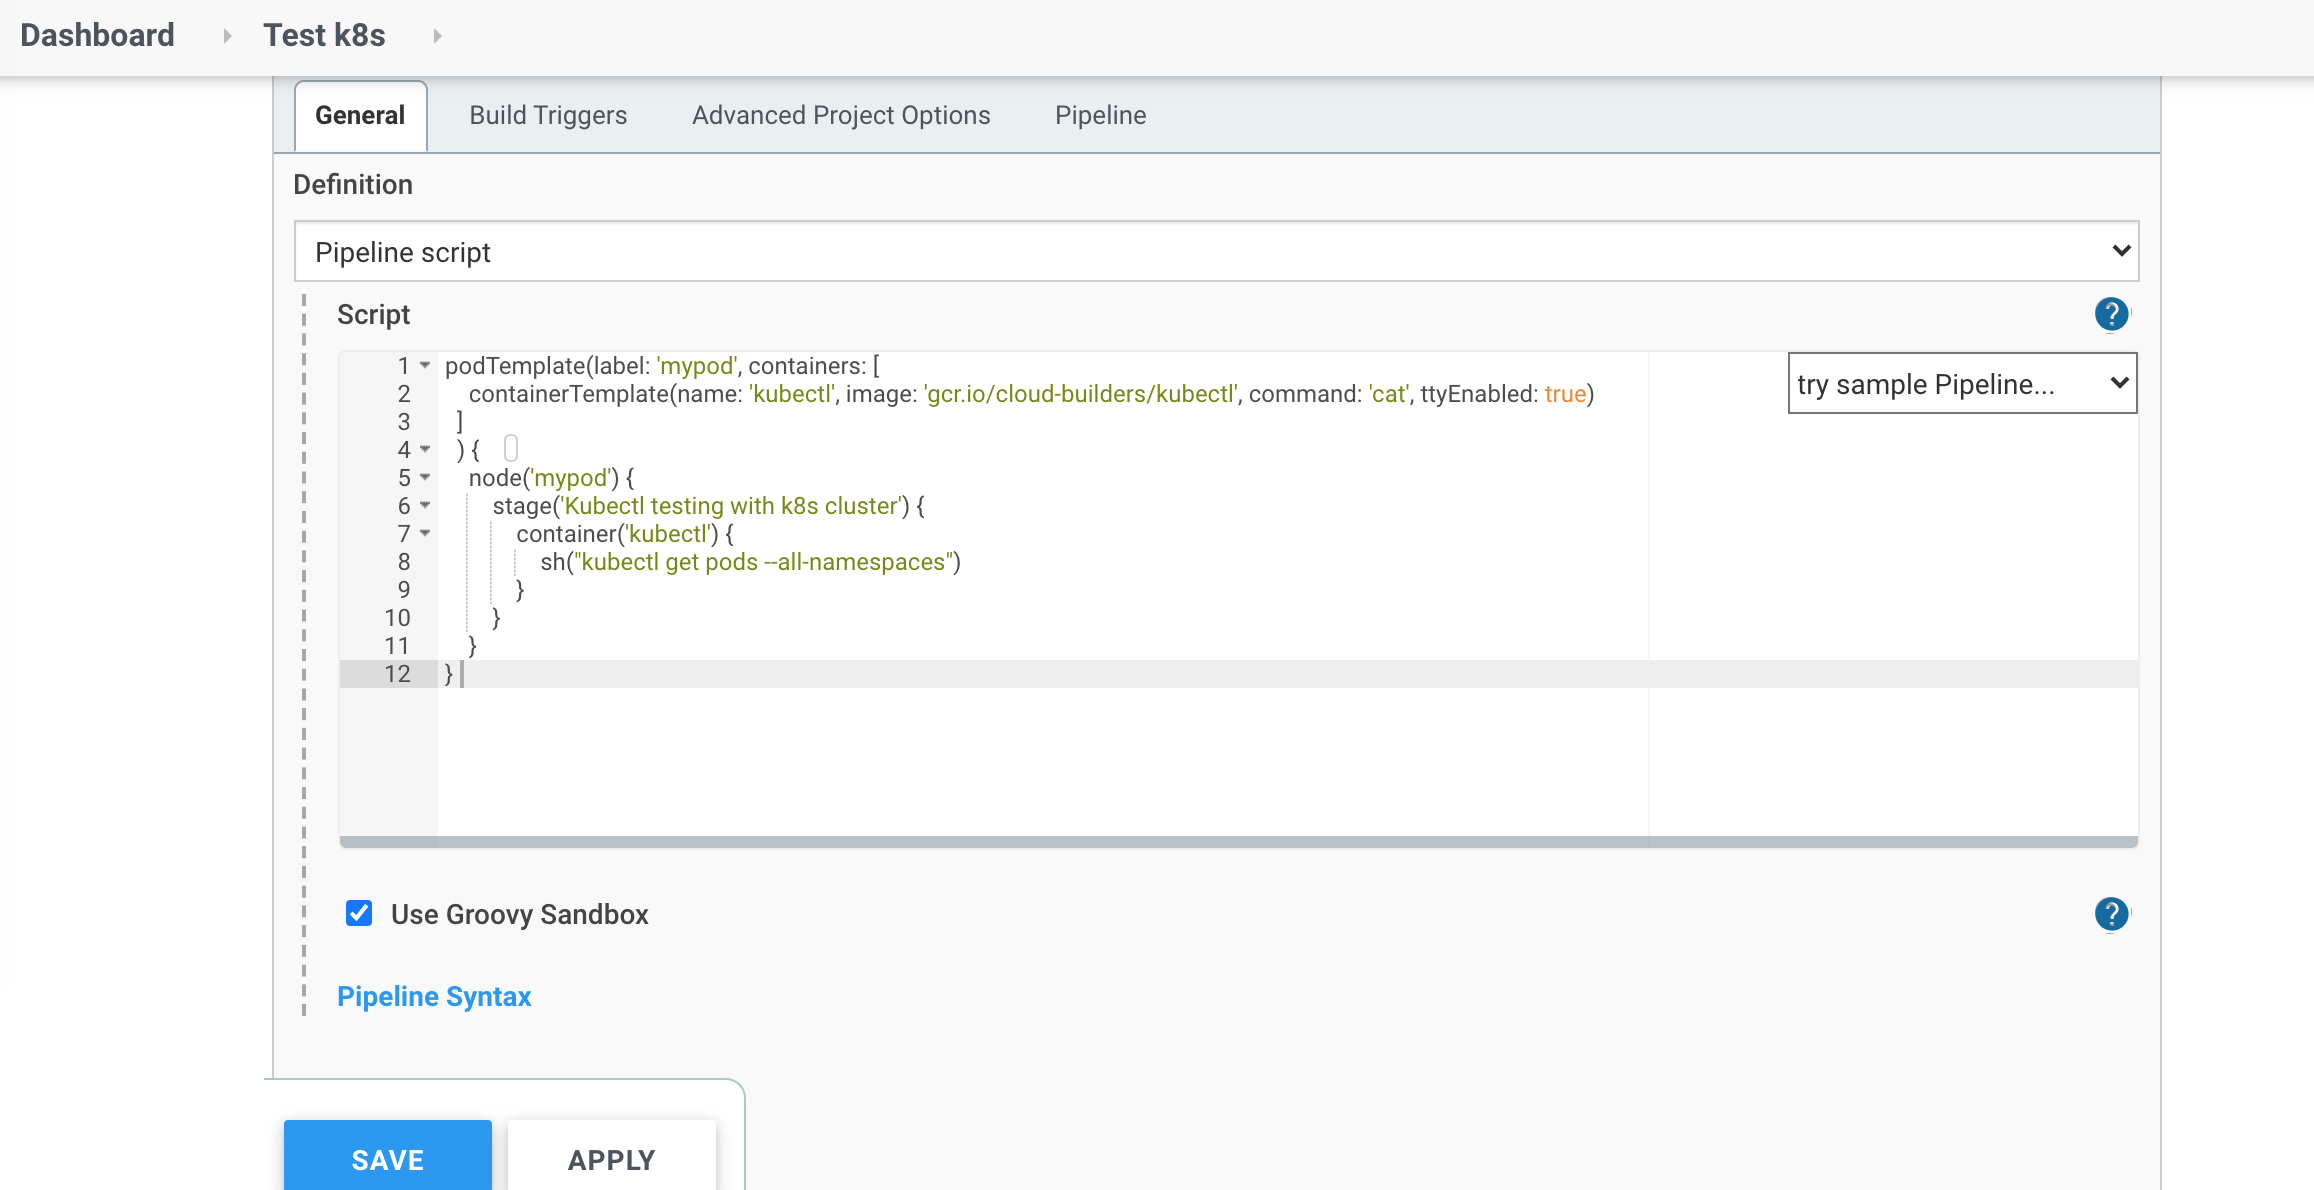 Dashboard Test k8s
General Build Triggers Advanced Project Options Pipeline
Definition
Pipeline script
Script
?
try sample Pipeline...
1 podTemplate(label: 'mypod', containers: [
2 containerTemplate(name: 'kubectl', image: 'gcr.io/cloud-builders/kubectl', command: 'cat', ttyEnabled: true)
3 ]
4 ) {
5 node('mypod') {
6 stage('Kubectl testing with k8s cluster') {
7 container('kubectl') {
8 sh("kubectl get pods --all-namespaces")
9 }
10 }
11 }
12 }
Use Groovy Sandbox
?
Pipeline Syntax
SAVE APPLY